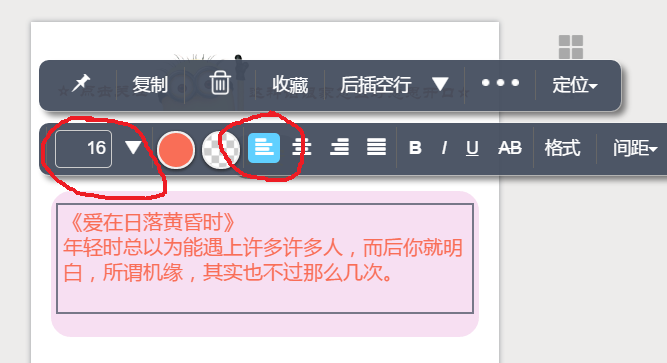 复制 收藏 后插空行 定位
16 B I U AB 格式 间距
《爱在日落黄昏时》
年轻时总以为能遇上许多许多人，而后你就明
白，所谓机缘，其实也不过那么几次。